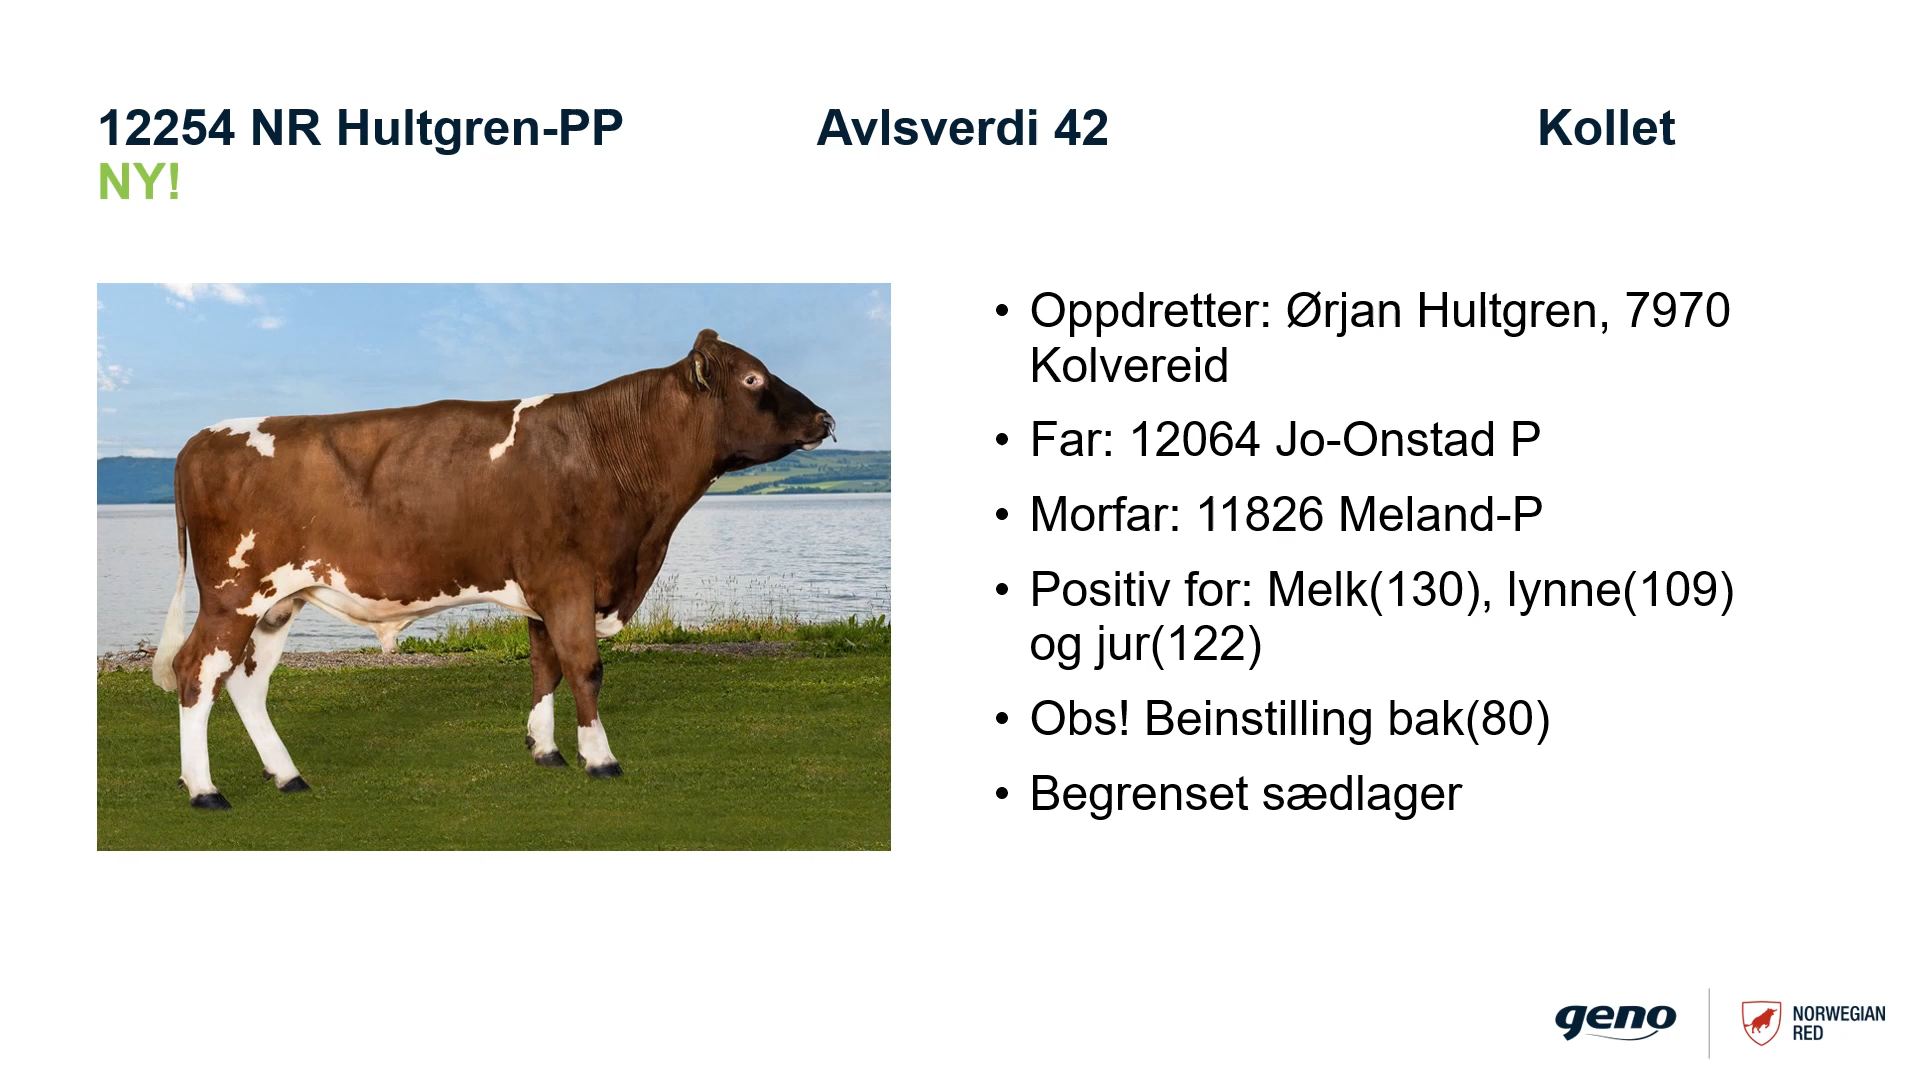 12254 NR Hultgren-PP Avlsverdi 42 Kollet
NY!
• Oppdretter: Ørjan Hultgren, 7970
Kolvereid
• Far: 12064 Jo-Onstad P
• Morfar: 11826 Meland-P
• Positiv for: Melk(130), lynne(109)
og jur(122)
• Obs! Beinstilling bak(80)
• Begrenset sædlager
geno
NORWEGIAN
RED